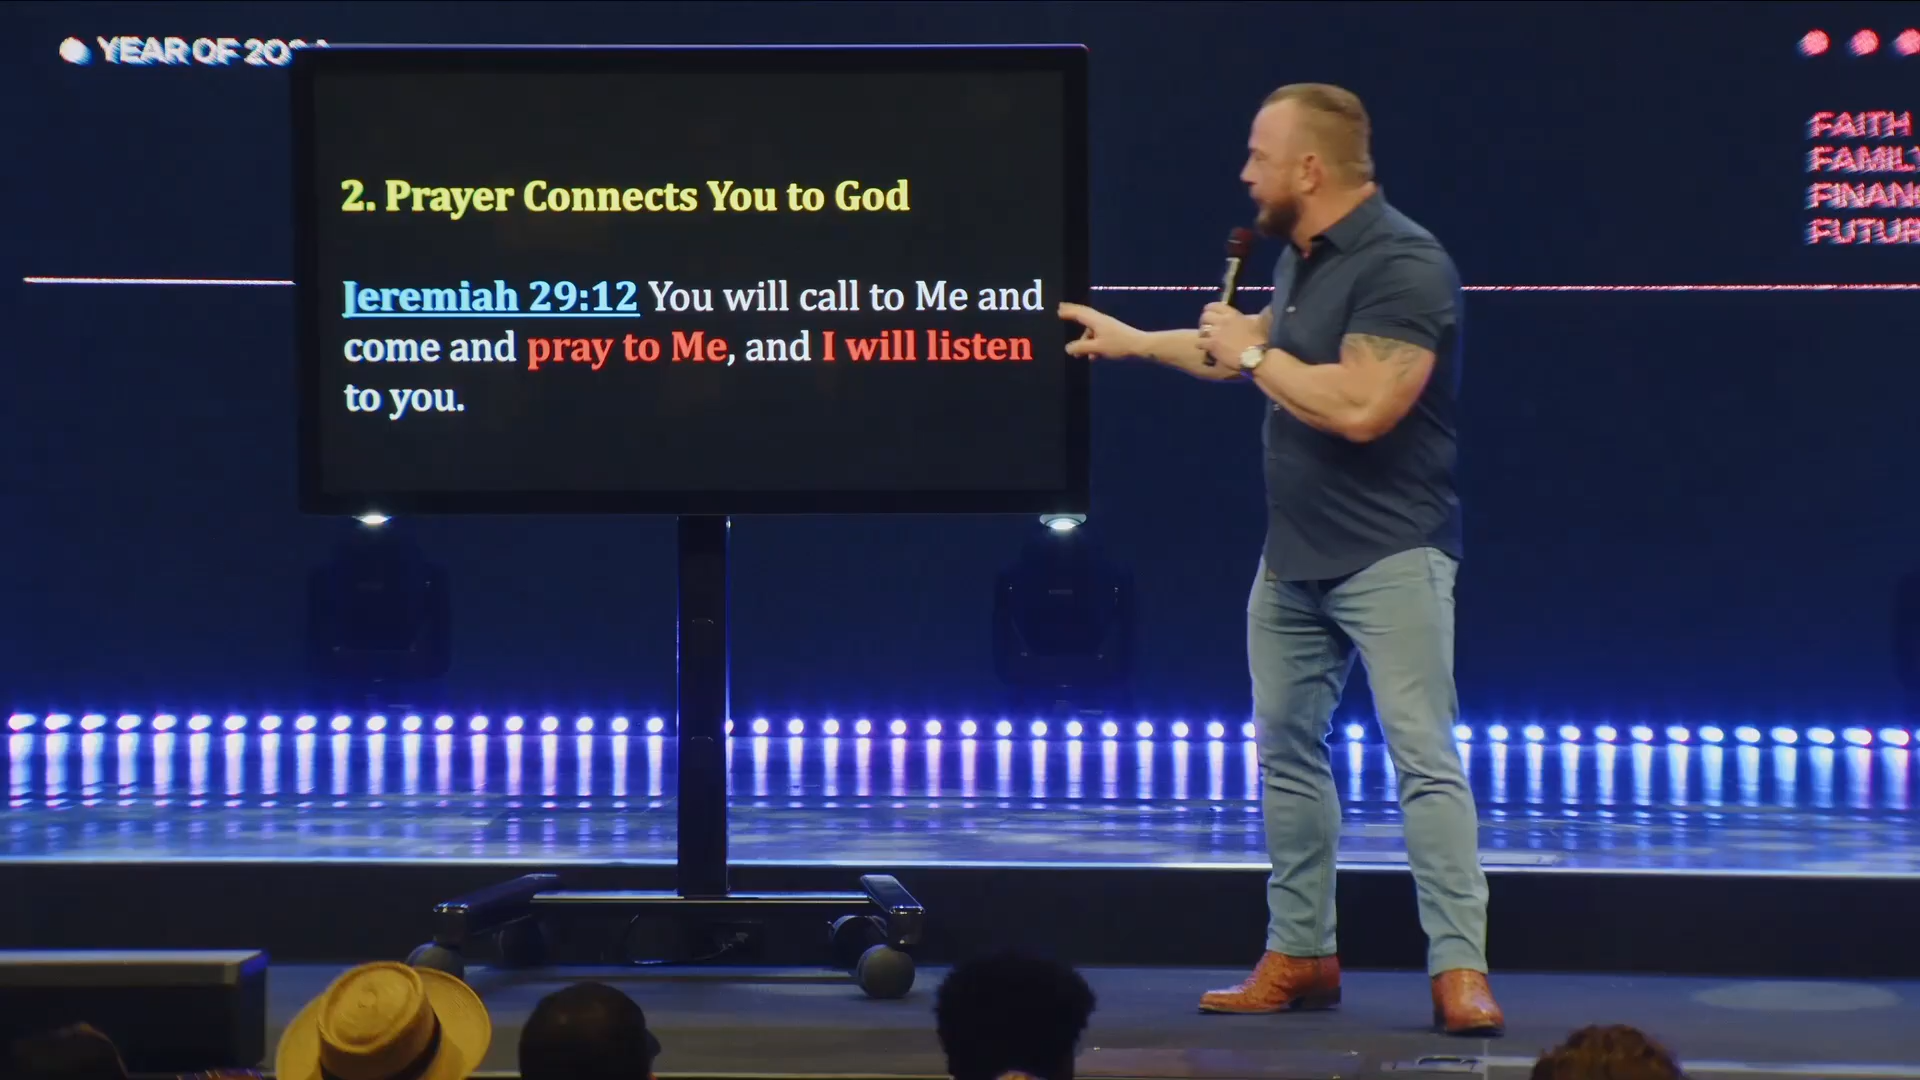 YEAR OF
2. Prayer Connects You to God
Jeremiah 29:12 You will call to Me and
come and pray to Me, and I will listen
to you.
FAITH